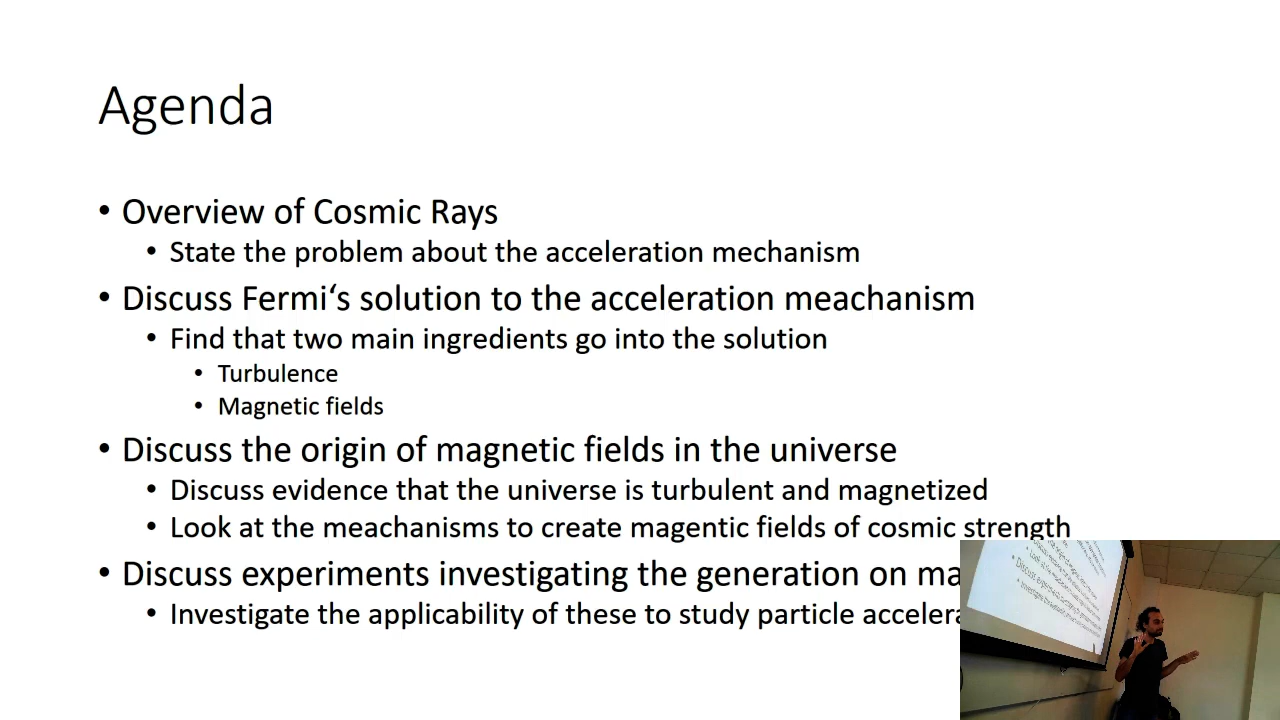 Agenda
• Overview of Cosmic Rays
• State the problem about the acceleration mechanism
• Discuss Fermi‘s solution to the acceleration meachanism
• Find that two main ingredients go into the solution
• Turbulence
• Magnetic fields
• Discuss the origin of magnetic fields in the universe
• Discuss evidence that the universe is turbulent and magnetized
• Look at the meachanisms to create magentic fields of cosmic strength
• Discuss experiments investigating the generation on
• Investigate the applicability of these to study particle